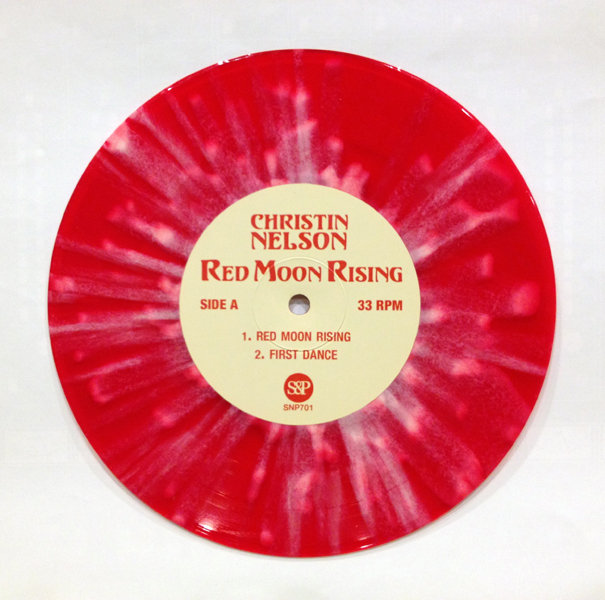 CHRISTIN
NELSON
RED MOON RISING
SIDE A 33 RPM
1. RED MOON RISING
2. FIRST DANCE
S&P
SNP701